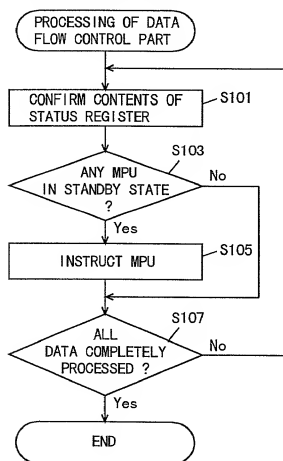 PROCESSING OF DATA
FLOW CONTROL PART
CONFIRM CONTENTS OF
STATUS REGISTER
S101
ANY MPU
IN STANDBY STATE
?
S103
No
Yes
INSTRUCT MPU
S105
ALL
DATA COMPLETELY
PROCESSED ?
S107
No
Yes
END